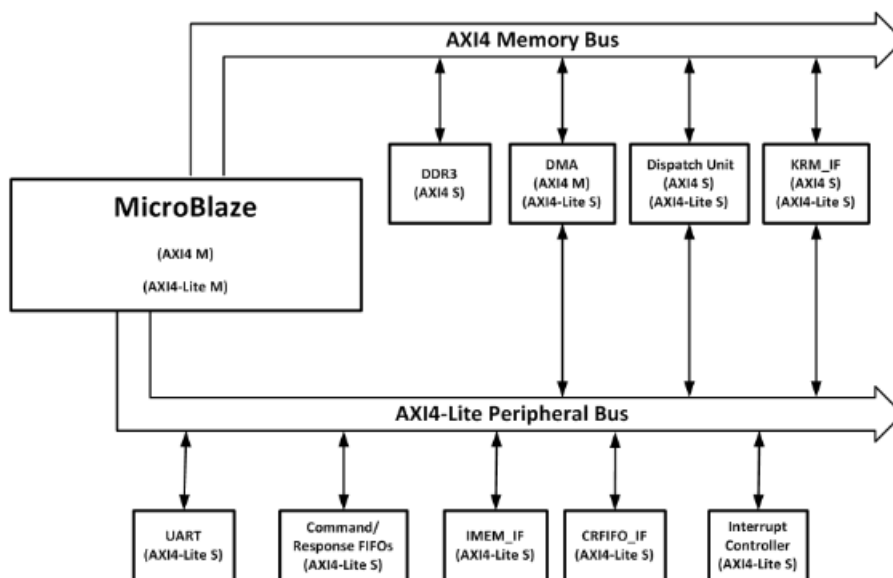 AXI4 Memory Bus
DDR3
(AXI4 S)
DMA
(AXI4 M)
(AXI4-Lite S)
Dispatch Unit
(AXI4 S)
(AXI4-Lite S)
KRM_IF
(AXI4 S)
(AXI4-Lite S)
MicroBlaze
(AXI4 M)
(AXI4-Lite M)
AXI4-Lite Peripheral Bus
UART
(AXI4-Lite S)
Command/
Response FIFOs
(AXI4-Lite S)
IMEM_IF
(AXI4-Lite S)
CRFIFO_IF
(AXI4-Lite S)
Interrupt
Controller
(AXI4-Lite S)